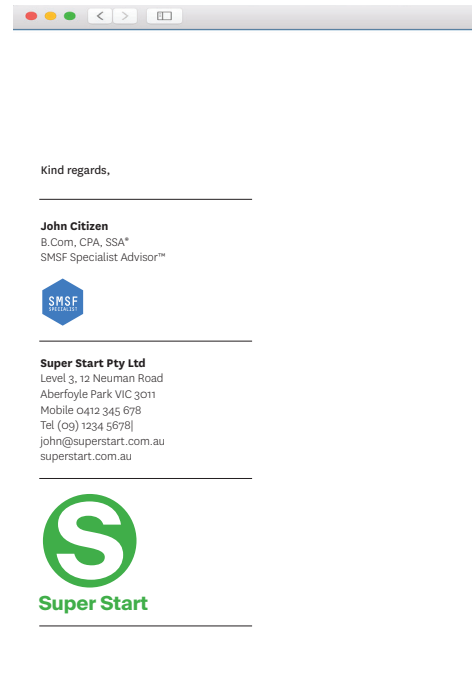 Kind regards,
John Citizen
B.Com, CPA, SSA®
SMSF Specialist Advisor™
SMSF
SPECIALIST
Super Start Pty Ltd
Level 3, 12 Neuman Road
Aberfoyle Park VIC 3011
Mobile 0412 345 678
Tel (09) 1234 5678|
john@superstart.com.au
superstart.com.au
S
Super Start